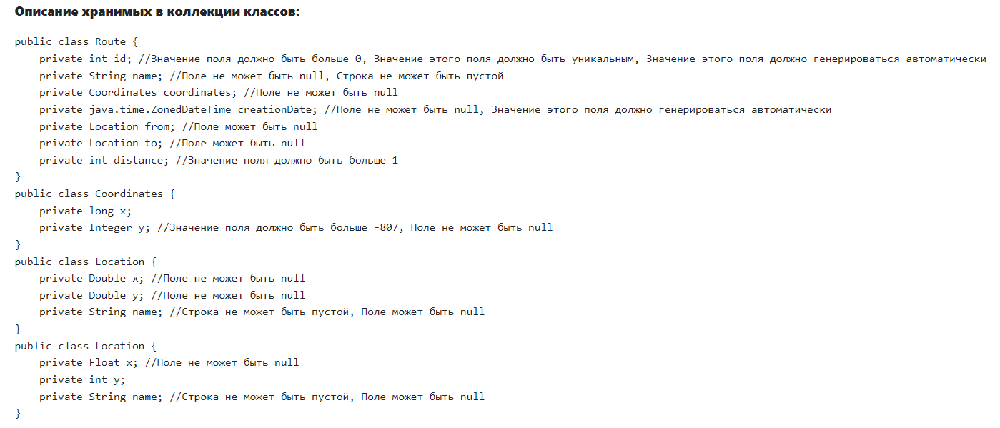 Описание хранимых в коллекции классов:
public class Route {
    private int id; //Значение поля должно быть больше 0, Значение этого поля должно быть уникальным, Значение этого поля должно генерироваться автоматически
    private String name; //Поле не может быть null, Строка не может быть пустой
    private Coordinates coordinates; //Поле не может быть null
    private java.time.ZonedDateTime creationDate; //Поле не может быть null, Значение этого поля должно генерироваться автоматически
    private Location from; //Поле может быть null
    private Location to; //Поле может быть null
    private int distance; //Значение поля должно быть больше 1
}
public class Coordinates {
    private long x;
    private Integer y; //Значение поля должно быть больше -807, Поле не может быть null
}
public class Location {
    private Double x; //Поле не может быть null
    private Double y; //Поле не может быть null
    private String name; //Строка не может быть пустой, Поле может быть null
}
public class Location {
    private Float x; //Поле не может быть null
    private int y;
    private String name; //Строка не может быть пустой, Поле может быть null
}